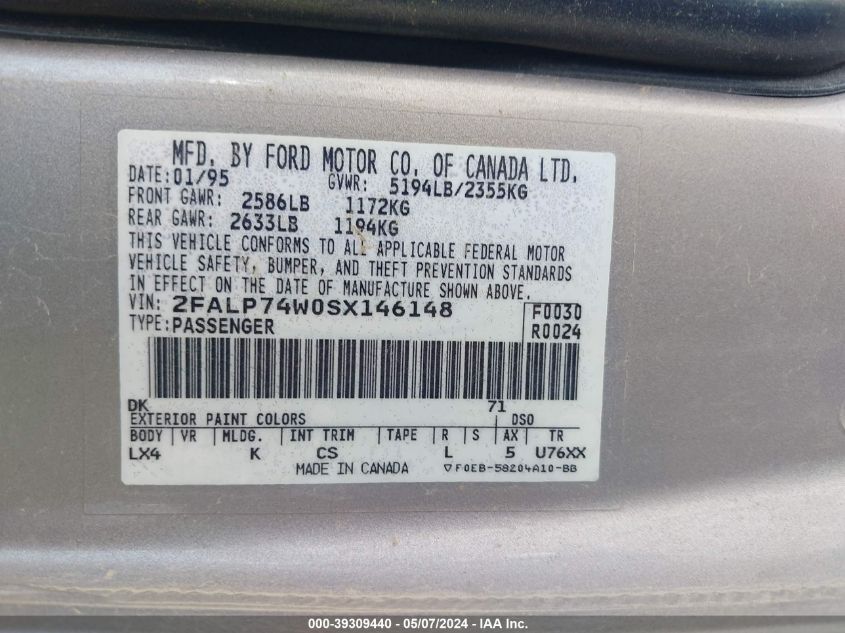 MFD. BY FORD MOTOR CO. OF CANADA LTD.
DATE: 01/95 GVWR: 5194LB/2355KG
FRONT GAWR: 2586LB 1172KG
REAR GAWR: 2633LB 1194KG
THIS VEHICLE CONFORMS TO ALL APPLICABLE FEDERAL MOTOR
VEHICLE SAFETY, BUMPER, AND THEFT PREVENTION STANDARDS
IN EFFECT ON THE DATE OF MANUFACTURE SHOWN ABOVE.
VIN: 2FALP74W0SX146148 F0030
TYPE: PASSENGER R0024
DK 71
EXTERIOR PAINT COLORS DSO
BODY VR MLDG. INT TRIM TAPE R S AX TR
LX4 K CS L 5 U76XX
MADE IN CANADA ▽F0EB-58204A10-BB
000-39309440 - 05/07/2024 - IAA Inc.